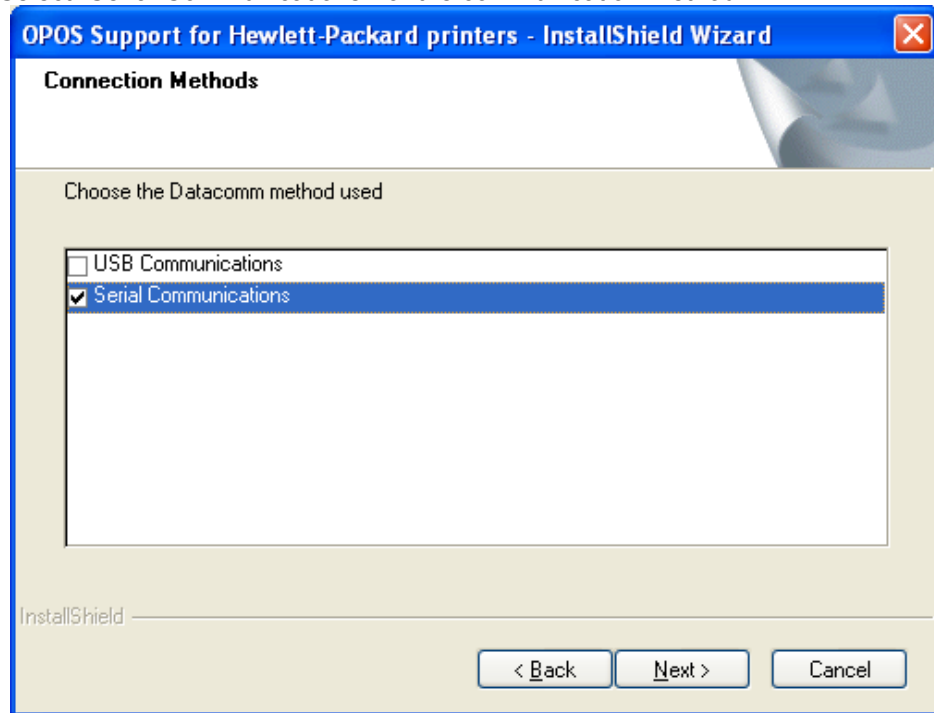 OPOS Support for Hewlett-Packard printers - InstallShield Wizard
Connection Methods
Choose the Datacomm method used
USB Communications
Serial Communications
InstallShield
< Back Next > Cancel